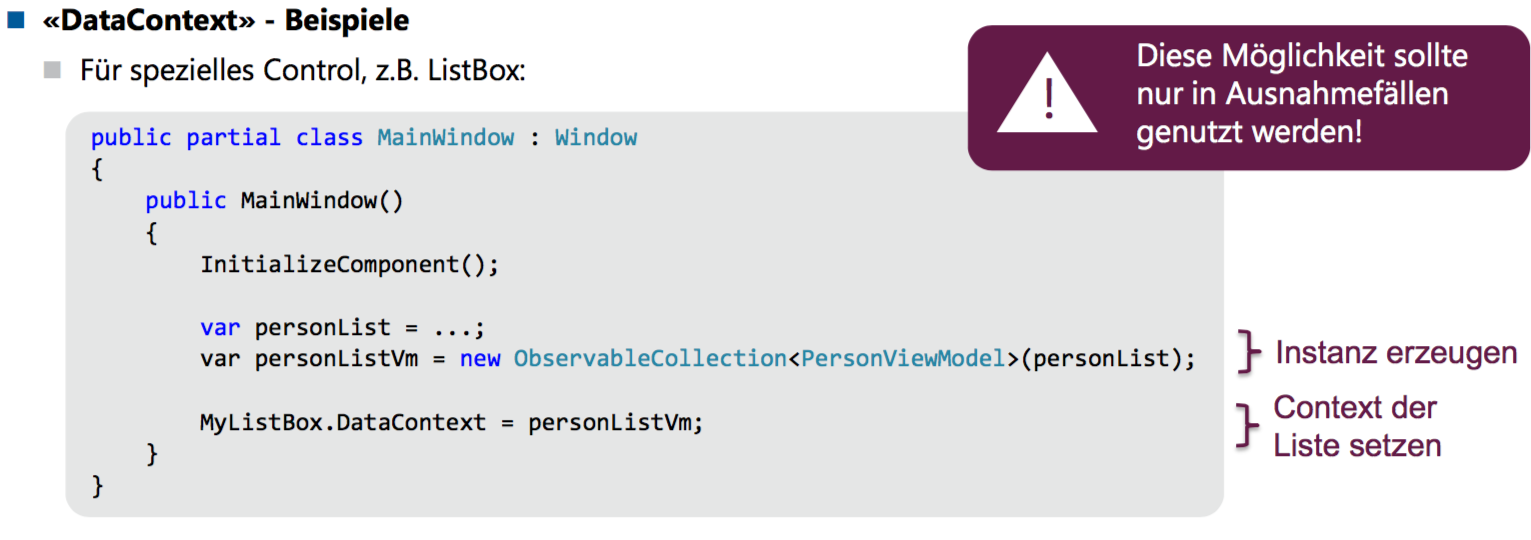 «DataContext» - Beispiele
Für spezielles Control, z.B. ListBox:
!
Diese Möglichkeit sollte
nur in Ausnahmefällen
genutzt werden!
public partial class MainWindow : Window
{
    public MainWindow()
    {
        InitializeComponent();
        var personList = ...;
        var personListVm = new ObservableCollection<PersonViewModel>(personList);
        MyListBox.DataContext = personListVm;
    }
}
} Instanz erzeugen
} Context der
Liste setzen